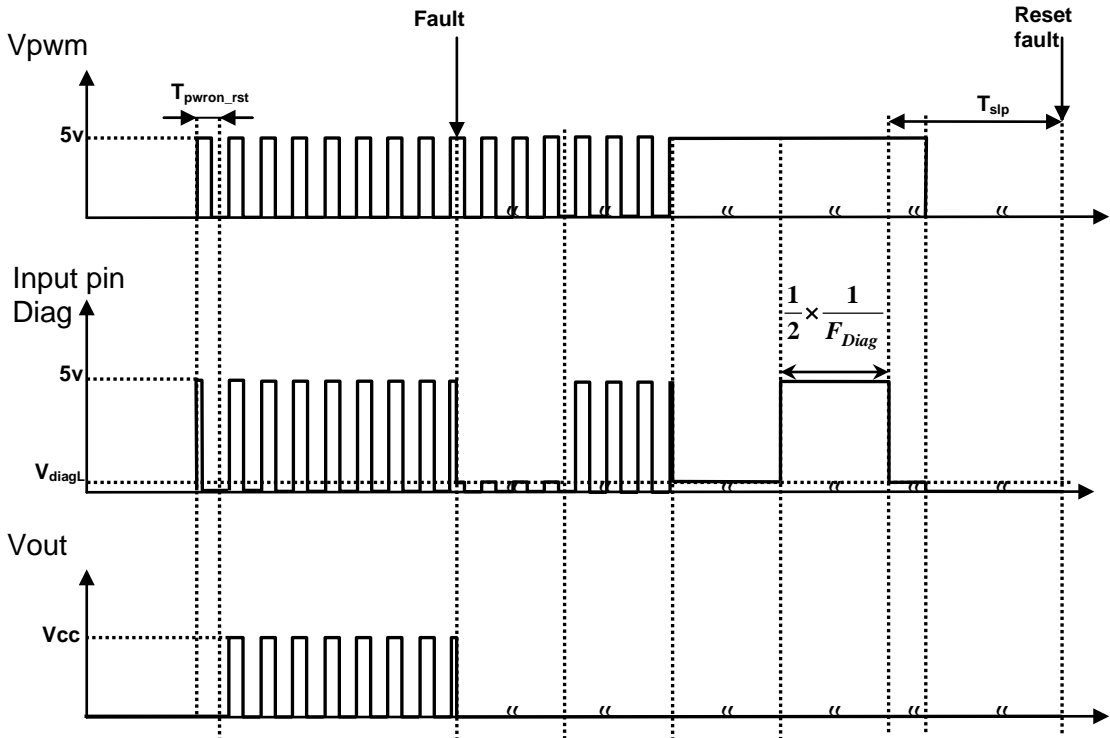 Fault
Reset
fault
Vpwm
Tpwron_rst
Tslp
5v
Input pin
Diag
1/2 × 1/FDiag
5v
VdiagL
Vout
Vcc